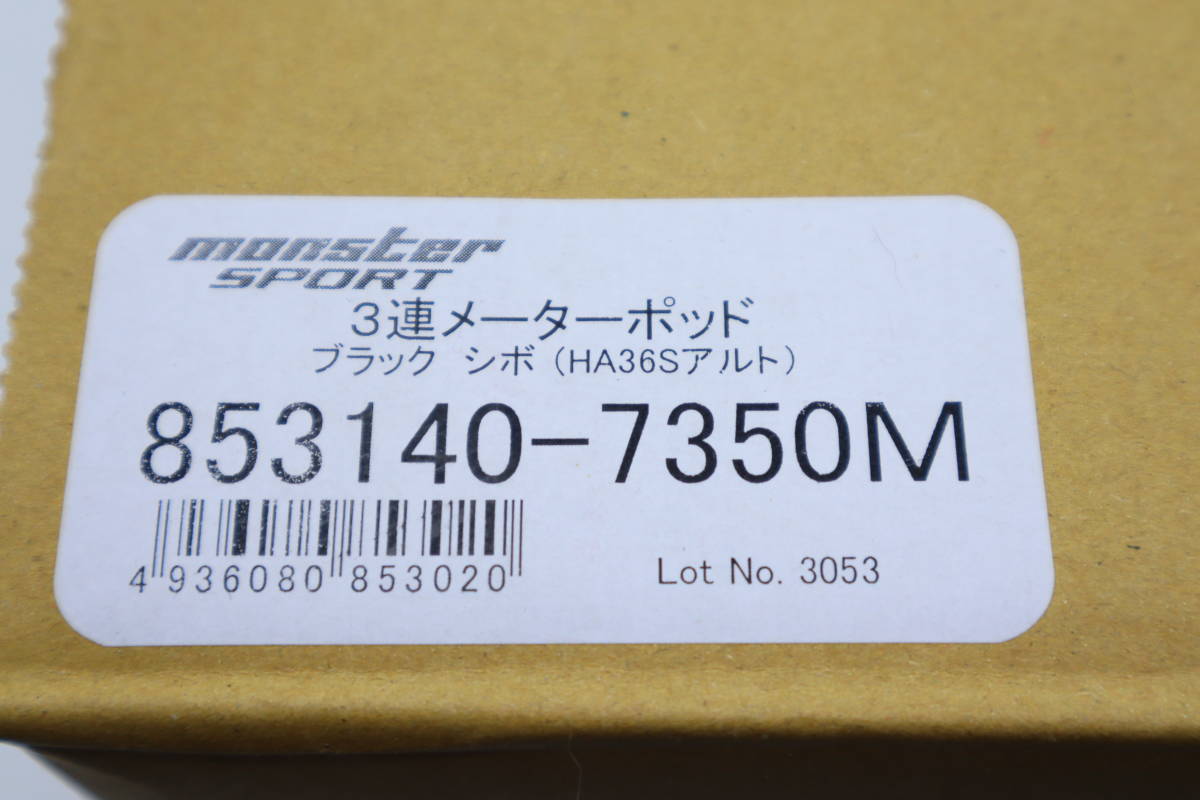 monster
SPORT
３連メーターポッド
ブラック シボ（HA36Sアルト）
853140-7350M
4 936080 853020
Lot No. 3053